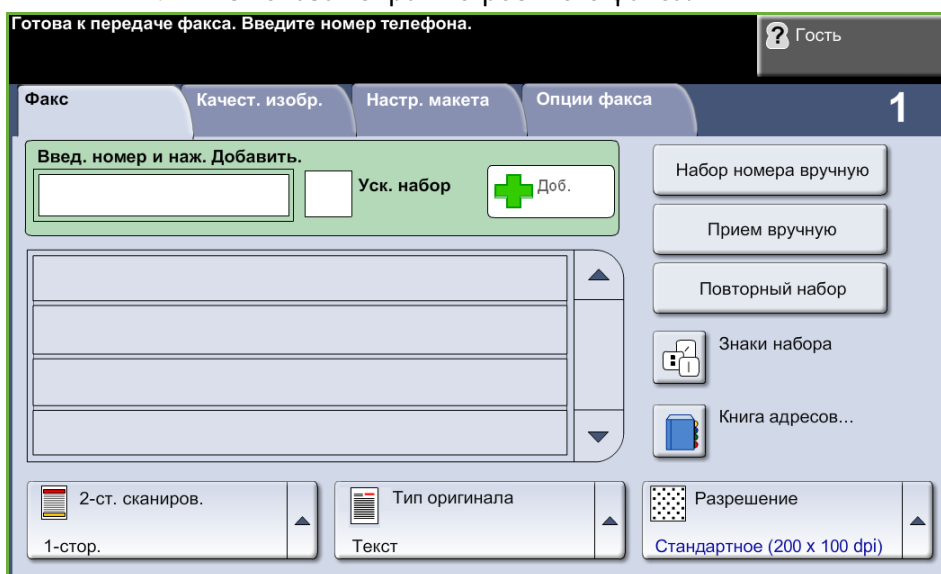 Готова к передаче факса. Введите номер телефона.
? Гость
Факс
Качест. изобр.
Настр. макета
Опции факса
1
Введ. номер и наж. Добавить.
Уск. набор
Доб.
Набор номера вручную
Прием вручную
Повторный набор
Знаки набора
Книга адресов...
2-ст. сканиров.
1-стор.
Тип оригинала
Текст
Разрешение
Стандартное (200 x 100 dpi)